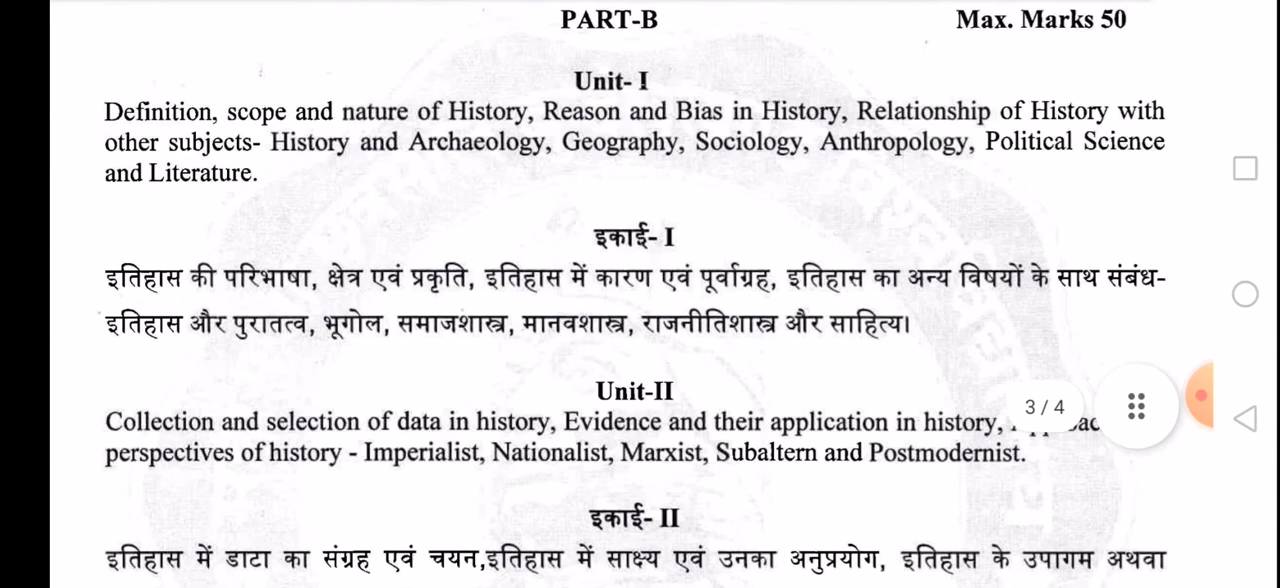 PART-B Max. Marks 50
Unit- I
Definition, scope and nature of History, Reason and Bias in History, Relationship of History with
other subjects- History and Archaeology, Geography, Sociology, Anthropology, Political Science
and Literature.
इकाई- I
इतिहास की परिभाषा, क्षेत्र एवं प्रकृति, इतिहास में कारण एवं पूर्वाग्रह, इतिहास का अन्य विषयों के साथ संबंध-
इतिहास और पुरातत्व, भूगोल, समाजशास्त्र, मानवशास्त्र, राजनीतिशास्त्र और साहित्य।
Unit-II
Collection and selection of data in history, Evidence and their application in history,
3 / 4
perspectives of history - Imperialist, Nationalist, Marxist, Subaltern and Postmodernist.
इकाई- II
इतिहास में डाटा का संग्रह एवं चयन,इतिहास में साक्ष्य एवं उनका अनुप्रयोग, इतिहास के उपागम अथवा